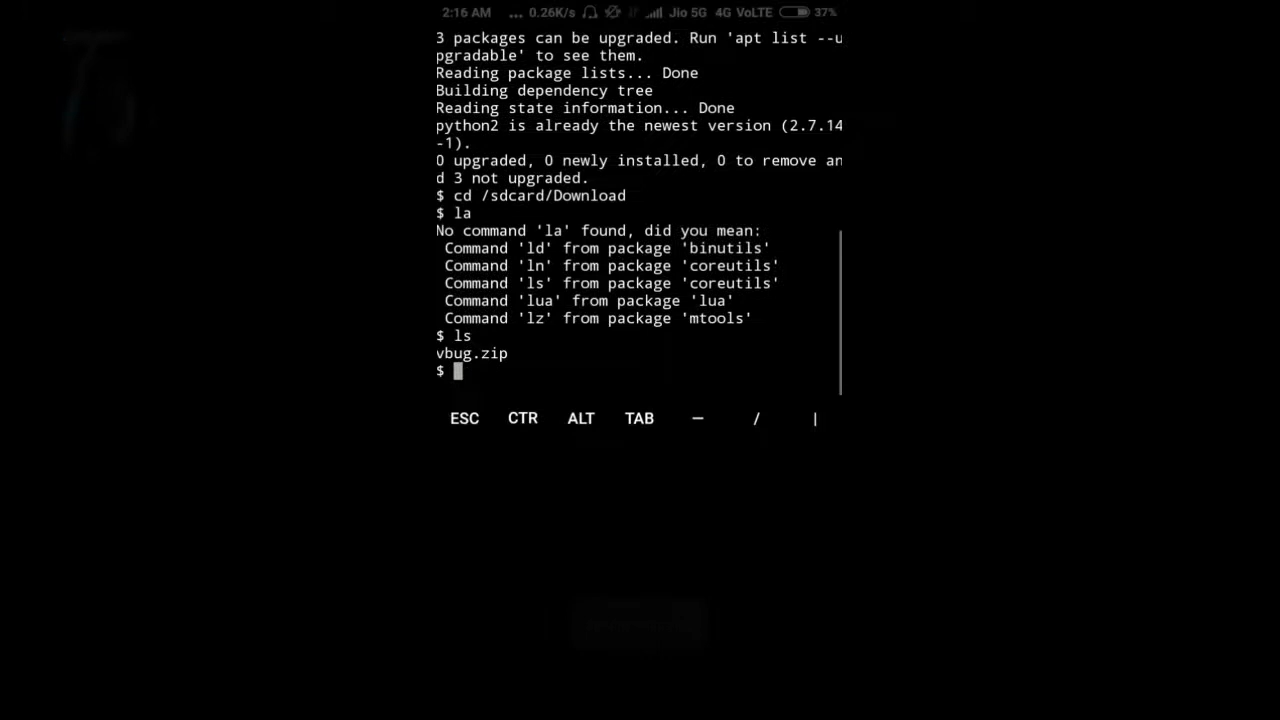 2:16 AM ... 0.26K/s Jio 5G 4G VoLTE 37%
3 packages can be upgraded. Run 'apt list --u
pgradable' to see them.
Reading package lists... Done
Building dependency tree
Reading state information... Done
python2 is already the newest version (2.7.14
-1).
0 upgraded, 0 newly installed, 0 to remove an
d 3 not upgraded.
$ cd /sdcard/Download
$ la
No command 'la' found, did you mean:
Command 'ld' from package 'binutils'
Command 'ln' from package 'coreutils'
Command 'ls' from package 'coreutils'
Command 'lua' from package 'lua'
Command 'lz' from package 'mtools'
$ ls
vbug.zip
$
ESC CTR ALT TAB — / |